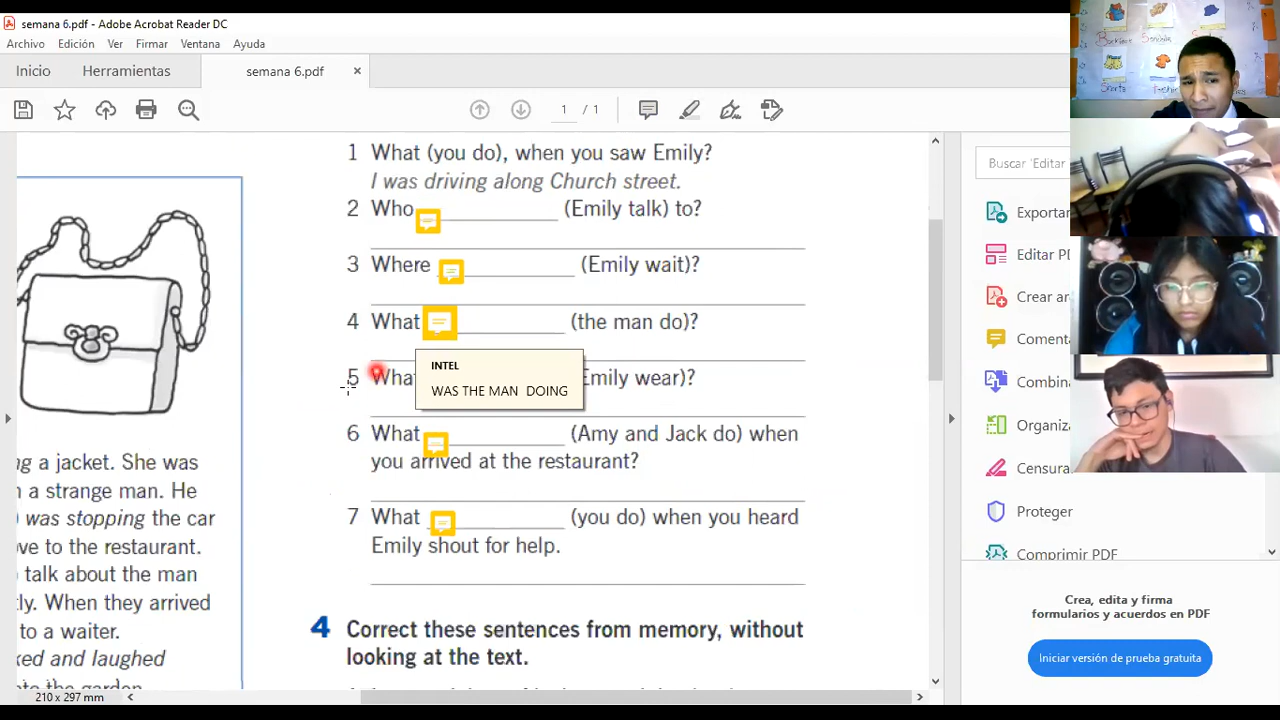 semana 6.pdf - Adobe Acrobat Reader DC
Archivo Edición Ver Firmar Ventana Ayuda
Inicio Herramientas semana 6.pdf ×
1 / 1
Buscar 'Editar
Exportar
Editar PD
Crear ar
Comenta
Combina
Organiza
Censura
Proteger
Comprimir PDF
Crea, edita y firma
formularios y acuerdos en PDF
Iniciar versión de prueba gratuita
1 What (you do), when you saw Emily?
I was driving along Church street.
2 Who (Emily talk) to?
3 Where (Emily wait)?
4 What (the man do)?
INTEL
WAS THE MAN DOING
5 What Emily wear)?
6 What (Amy and Jack do) when
you arrived at the restaurant?
7 What (you do) when you heard
Emily shout for help.
4 Correct these sentences from memory, without
looking at the text.
ng a jacket. She was
a strange man. He
was stopping the car
ve to the restaurant.
talk about the man
tly. When they arrived
to a waiter.
ked and laughed
garden
210 x 297 mm